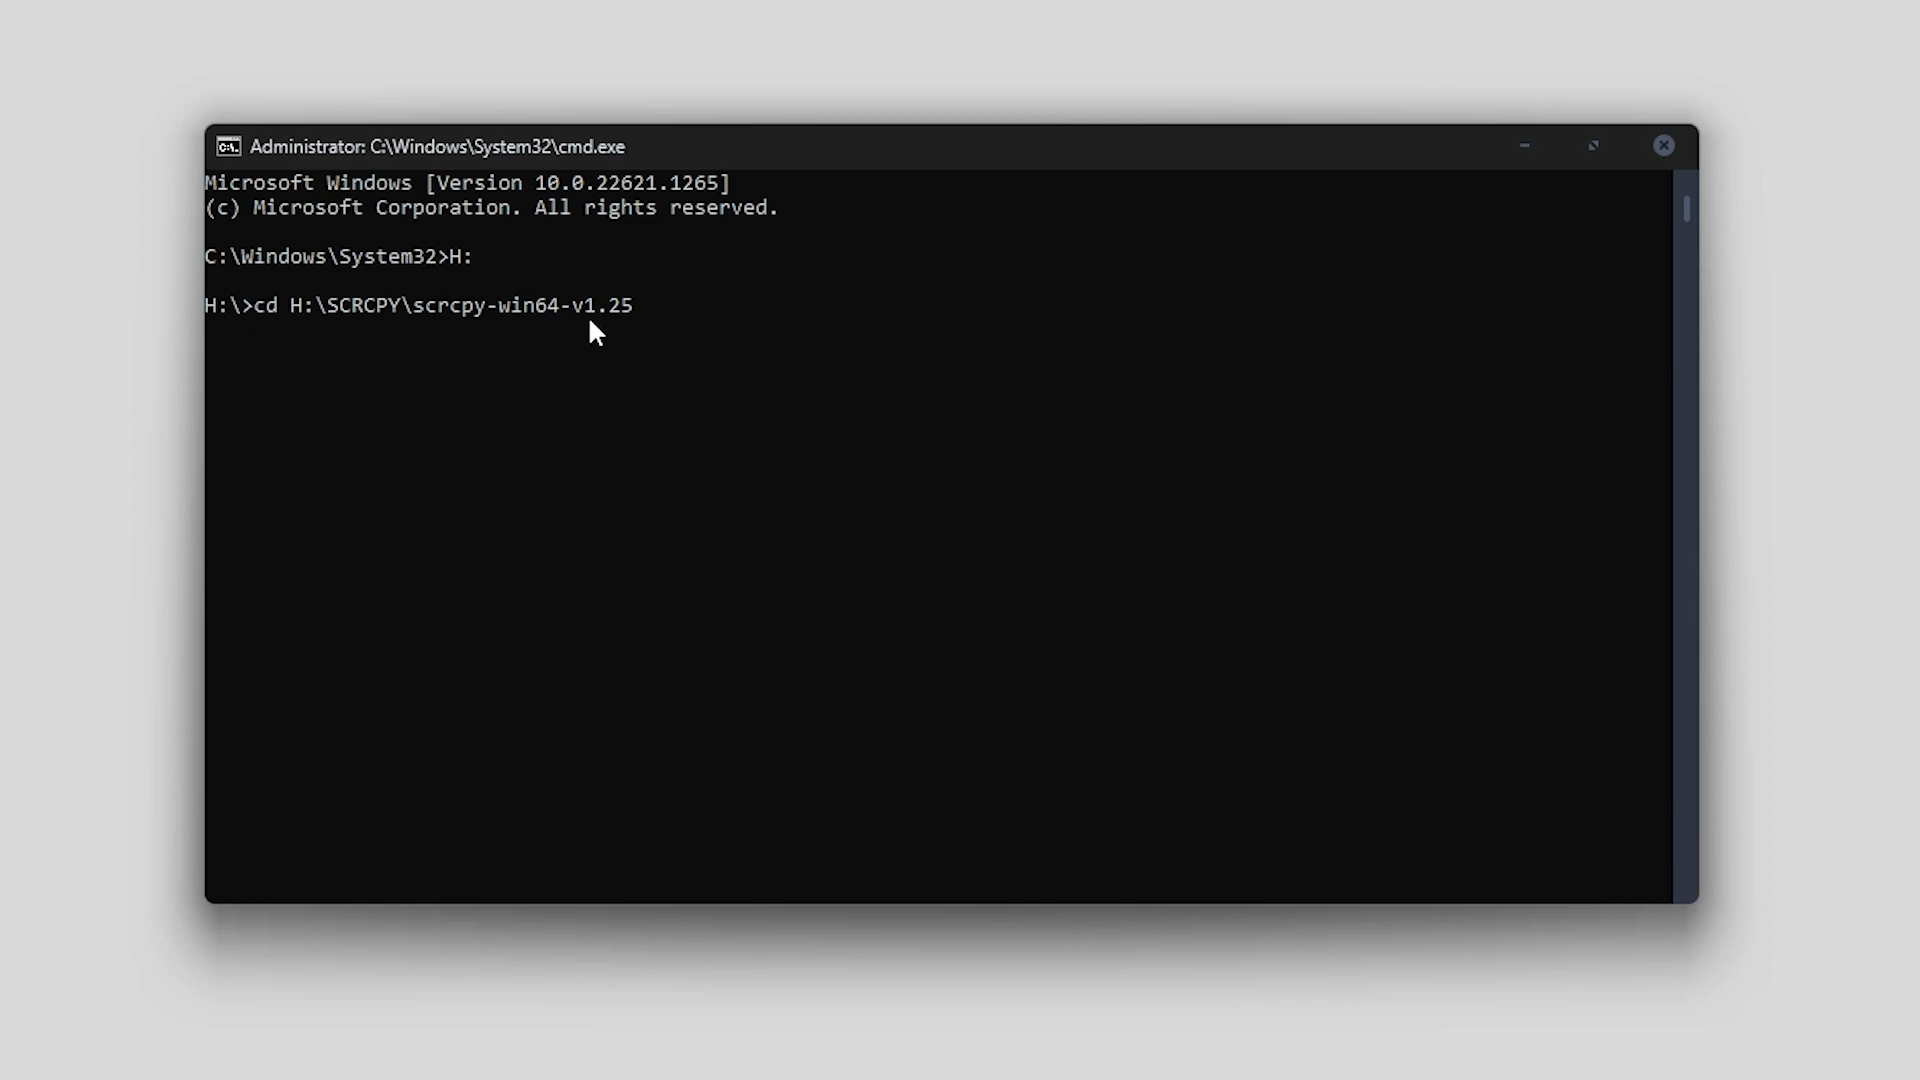 Administrator: C:\Windows\System32\cmd.exe
Microsoft Windows [Version 10.0.22621.1265]
(c) Microsoft Corporation. All rights reserved.
C:\Windows\System32>H:
H:\>cd H:\SCRCPY\scrcpy-win64-v1.25